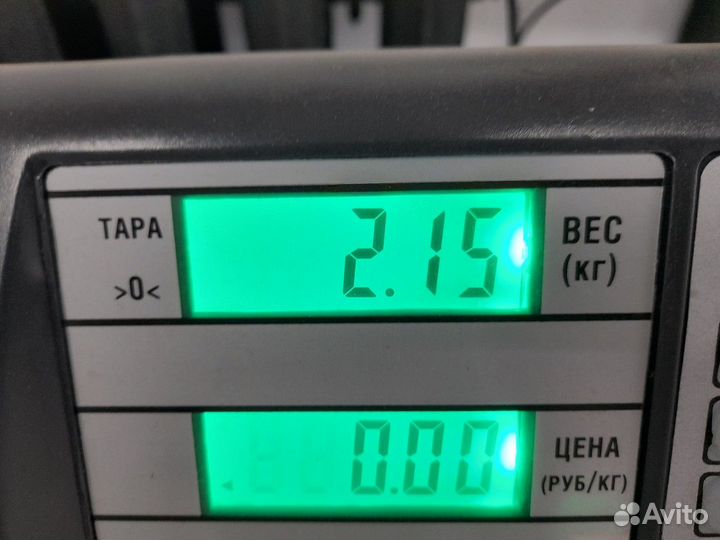 ТАРА
>0<
2.15
ВЕС
(кг)
0.00
ЦЕНА
(РУБ/КГ)
Avito